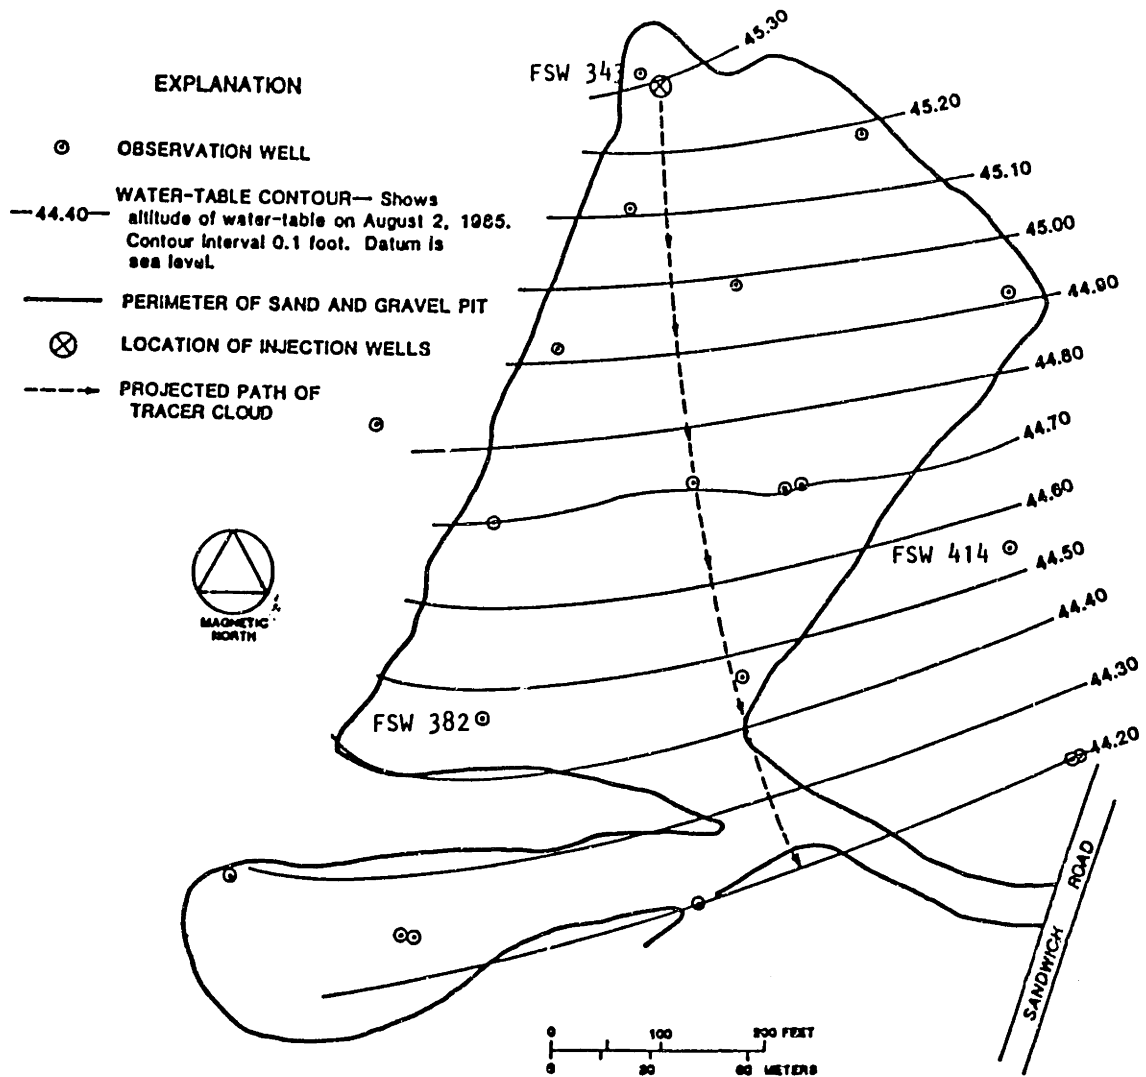 45.30
FSW 343
EXPLANATION
45.20
OBSERVATION WELL
45.10
WATER-TABLE CONTOUR— Shows
44.40
altitude of water-table on August 2, 1985.
Contour Interval 0.1 foot. Datum is
sea level.
45.00
PERIMETER OF SAND AND GRAVEL PIT
44.90
LOCATION OF INJECTION WELLS
44.80
PROJECTED PATH OF
TRACER CLOUD
44.70
44.60
FSW 414
44.50
MAGNETIC
NORTH
44.40
44.30
FSW 382
44.20
SANDWICH ROAD
0 100 200 FEET
0 30 60 METERS